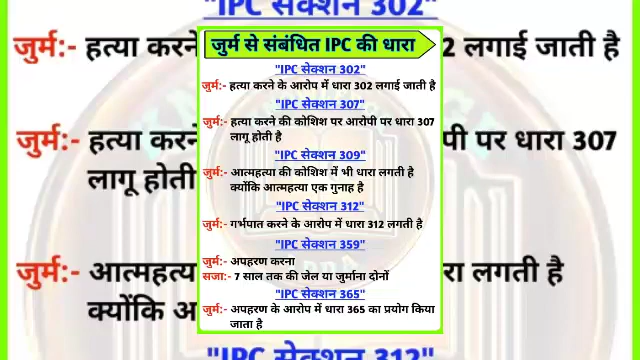 "IPC सेक्शन 302"
जुर्म से संबंधित IPC की धारा
"IPC सेक्शन 302"
जुर्म:- हत्या करने के आरोप में धारा 302 लगाई जाती है
"IPC सेक्शन 307"
जुर्म:- हत्या करने की कोशिश पर आरोपी पर धारा 307
लागू होती है
"IPC सेक्शन 309"
जुर्म:- आत्महत्या की कोशिश में भी धारा लगती है
क्योंकि आत्महत्या एक गुनाह है
"IPC सेक्शन 312"
जुर्म:- गर्भपात करने के आरोप में धारा 312 लगती है
"IPC सेक्शन 359"
जुर्म:- अपहरण करना
सजा:- 7 साल तक की जेल या जुर्माना दोनों
"IPC सेक्शन 365"
जुर्म:- अपहरण के आरोप में धारा 365 का प्रयोग किया
जाता है
जुर्म:- हत्या करने 2 लगाई जाती है
जुर्म:- हत्या करने पी पर धारा 307
लागू होती
जुर्म:- आत्महत्या रा लगती है
क्योंकि
"IPC सेक्शन 312"